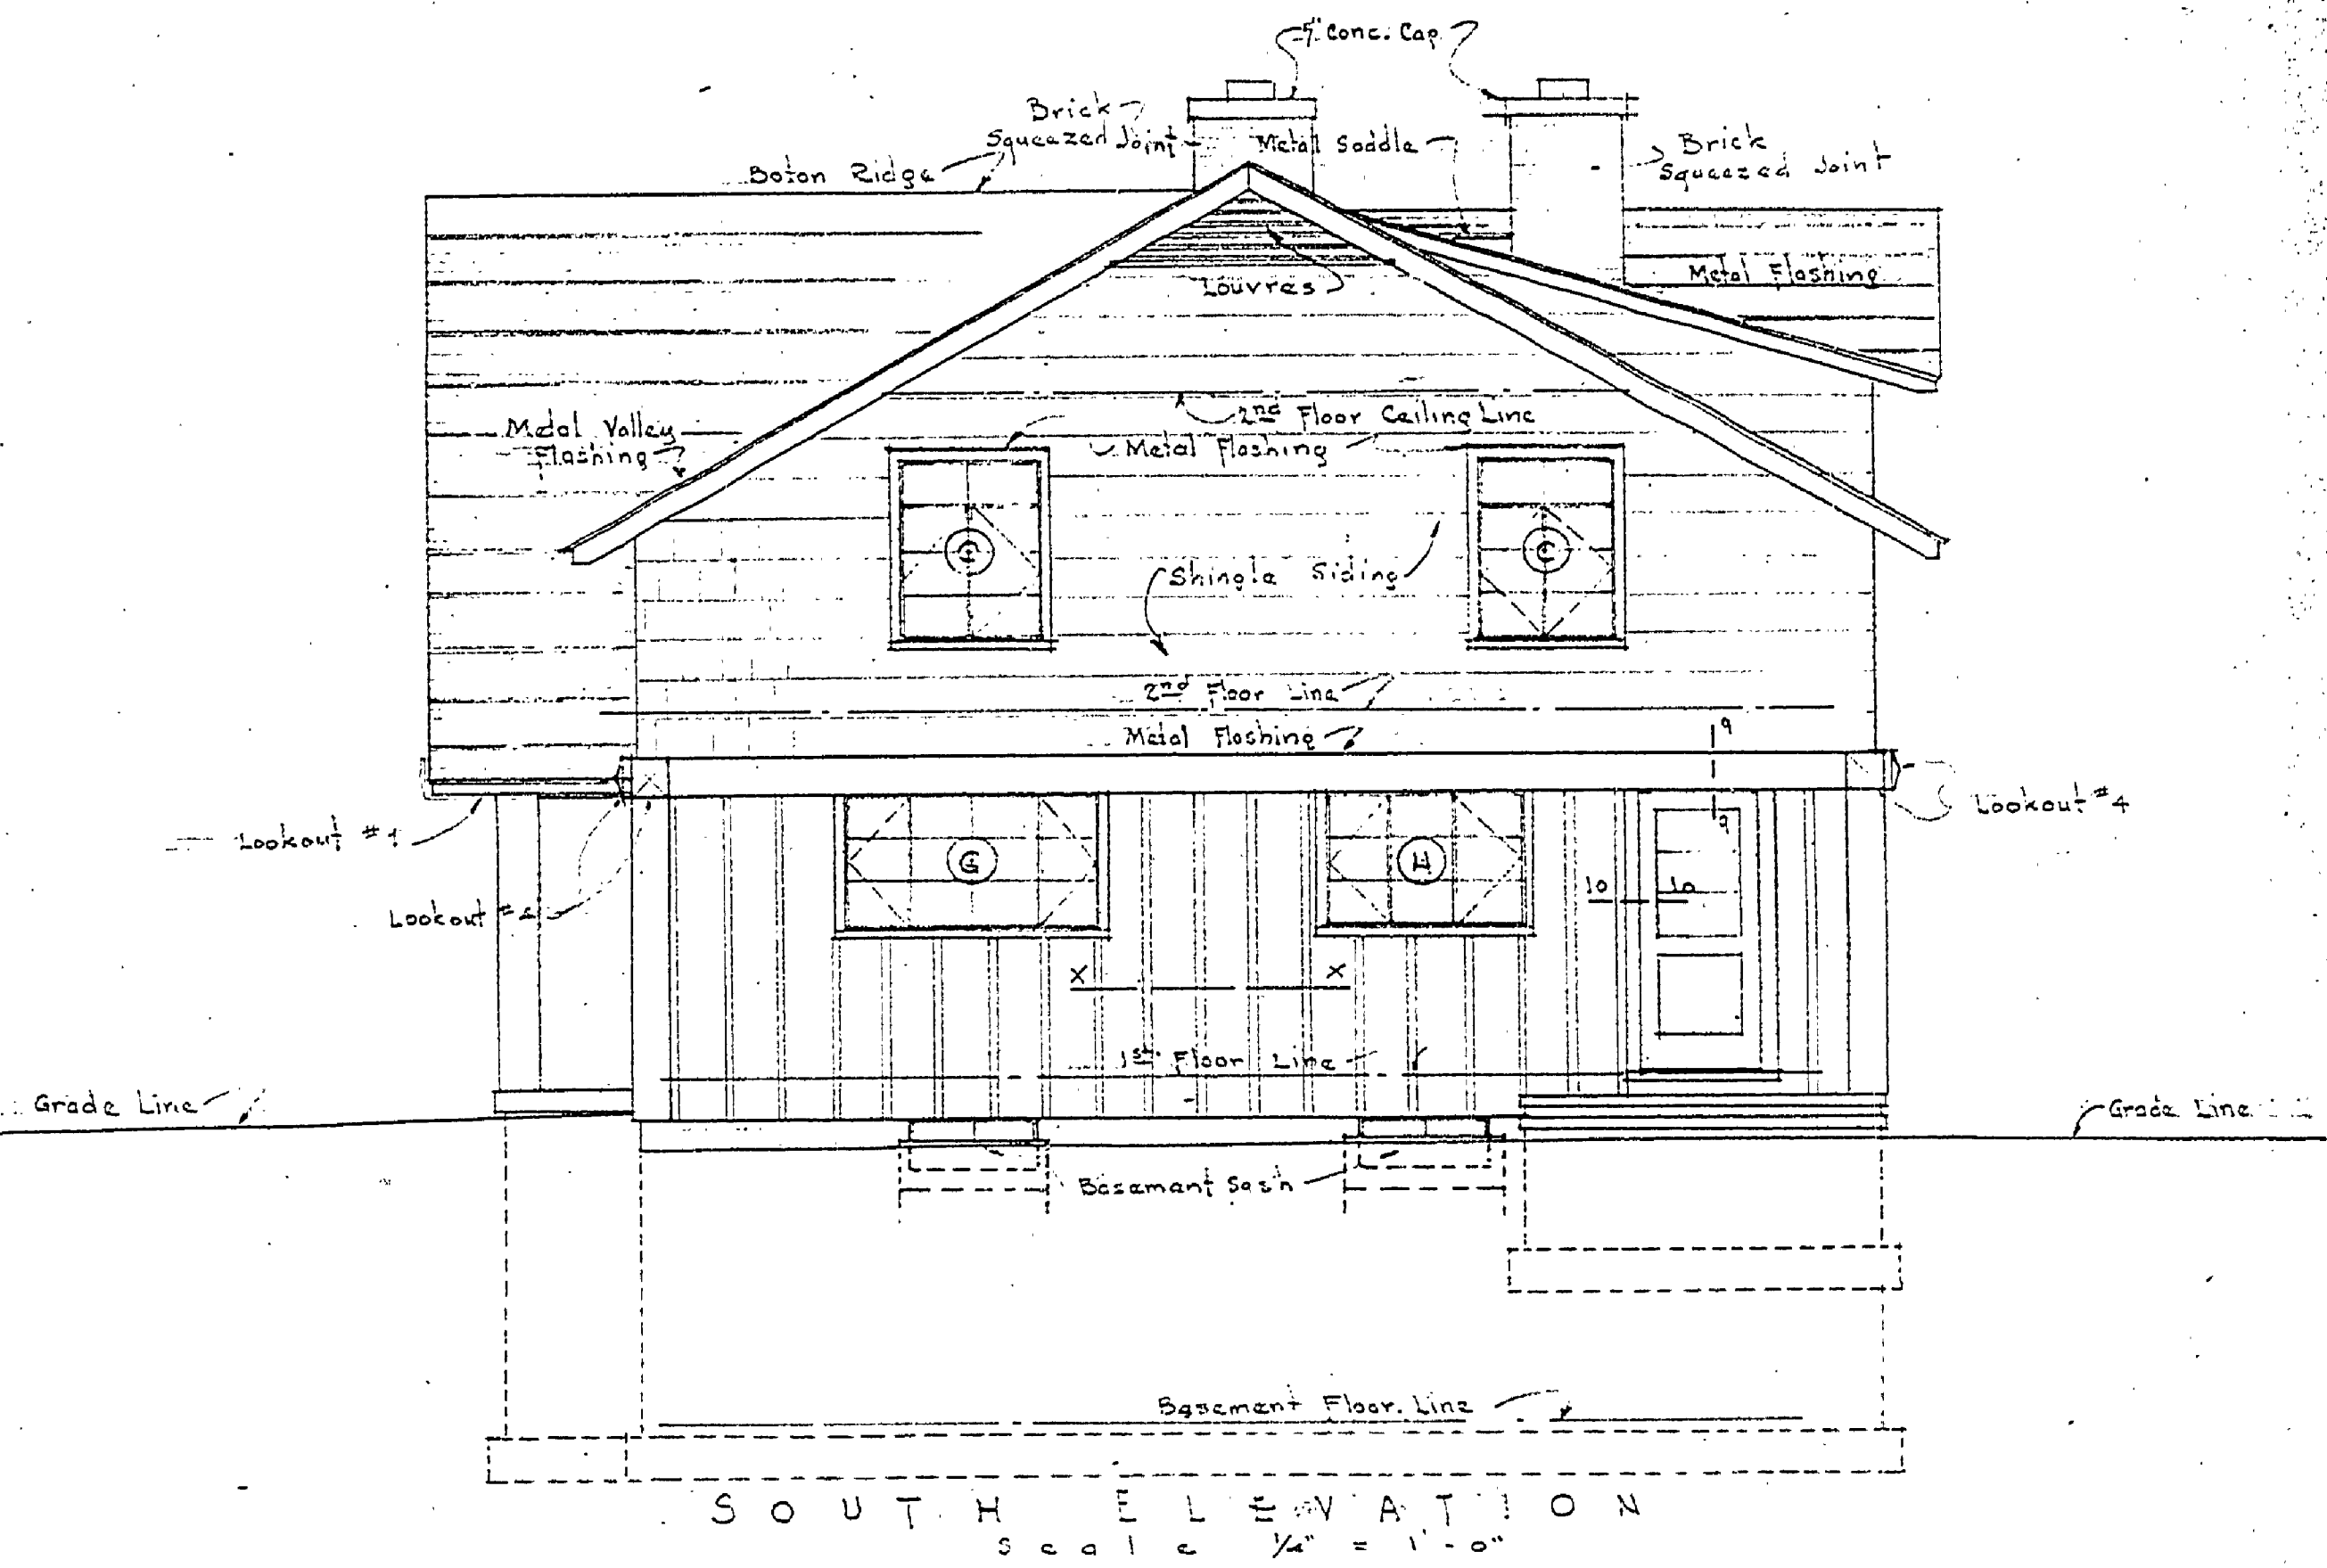 5" Conc. Cap
Brick
Squeezed Joint
Metal Saddle
Brick
Squeezed Joint
Boton Ridge
Metal Flashing
Louvres
2nd Floor Ceiling Line
Metal Valley
Flashing
Metal Flashing
C
C
Shingle Siding
2nd Floor Line
Metal Flashing
9
Lookout #1
Lookout #4
9
G
H
10
10
Lookout
X
X
1st Floor Line
Grade Line
Grade Line
Basement Sash
Basement Floor Line
SOUTH ELEVATION
Scale 1/4" = 1'-0"